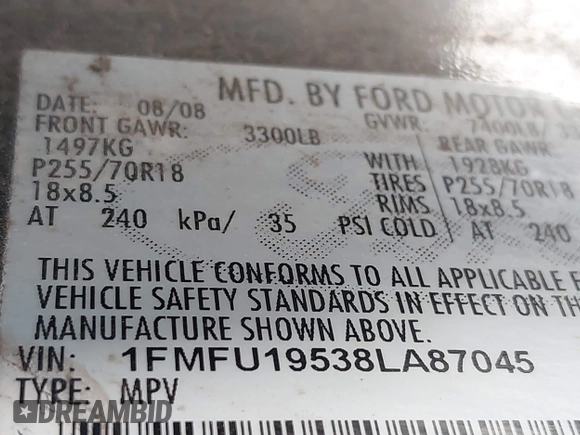 MFD. BY FORD MOTOR
DATE: 08/08 GVWR: 7400LB/
FRONT GAWR: 3300LB REAR GAWR:
1497KG WITH 1928KG
P255/70R18 TIRES P255/70R18
18x8.5 RIMS 18x8.5
AT 240 kPa/ 35 PSI COLD AT 240
THIS VEHICLE CONFORMS TO ALL APPLICABLE
VEHICLE SAFETY STANDARDS IN EFFECT ON
MANUFACTURE SHOWN ABOVE.
VIN: 1FMFU19538LA87045
TYPE: MPV
DREAMBID